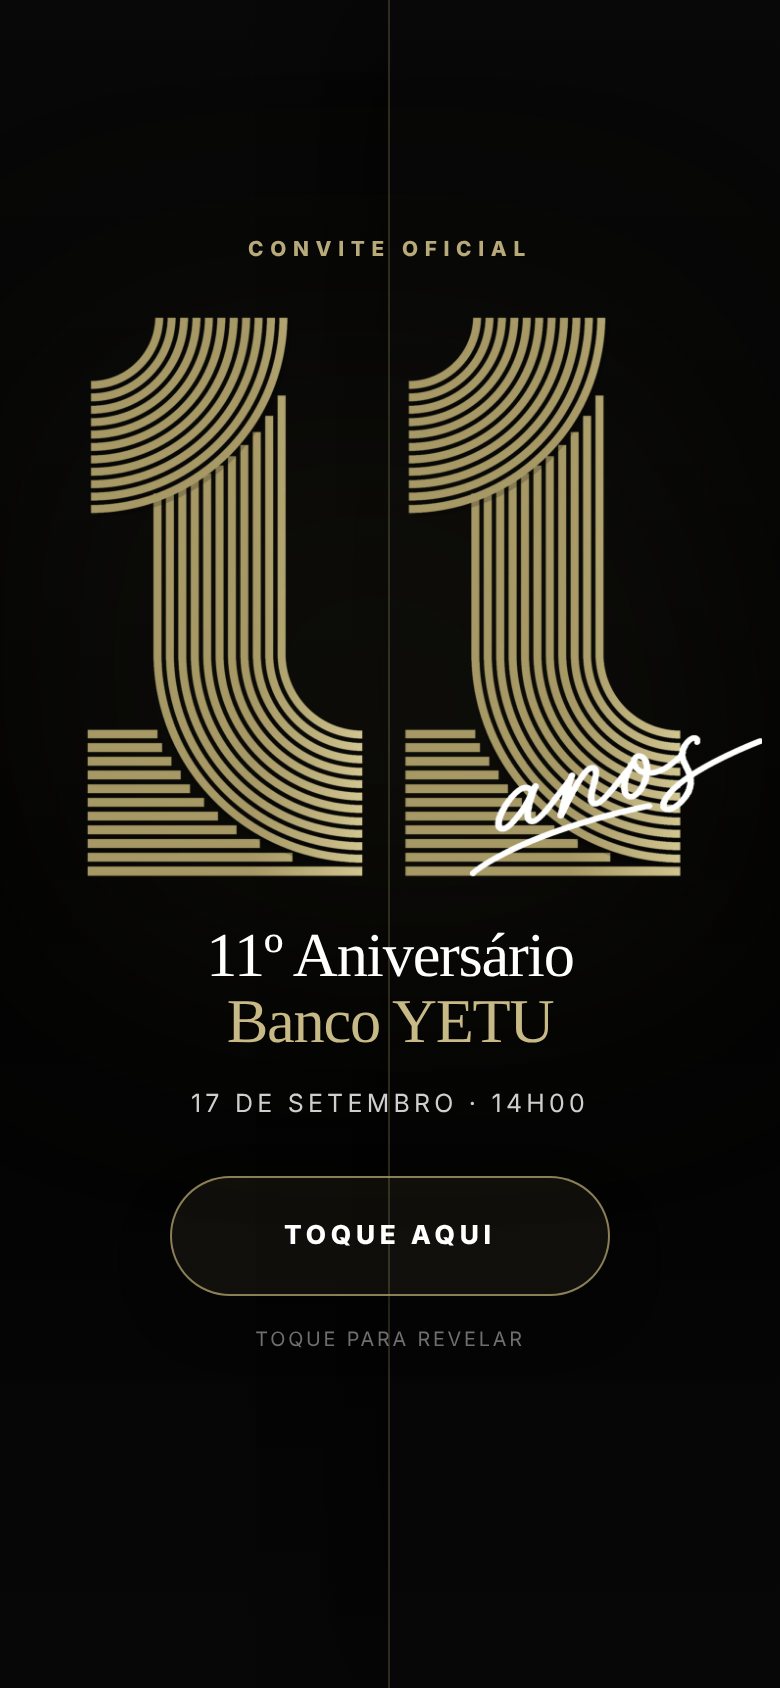 CONVITE OFICIAL
11
anos
11º Aniversário
Banco YETU
17 DE SETEMBRO · 14H00
TOQUE AQUI
TOQUE PARA REVELAR